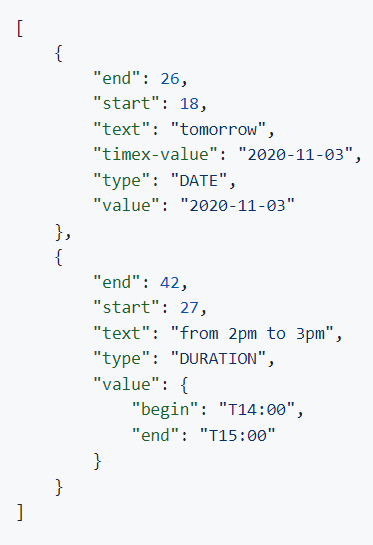 [
    {
        "end": 26,
        "start": 18,
        "text": "tomorrow",
        "timex-value": "2020-11-03",
        "type": "DATE",
        "value": "2020-11-03"
    },
    {
        "end": 42,
        "start": 27,
        "text": "from 2pm to 3pm",
        "type": "DURATION",
        "value": {
            "begin": "T14:00",
            "end": "T15:00"
        }
    }
]